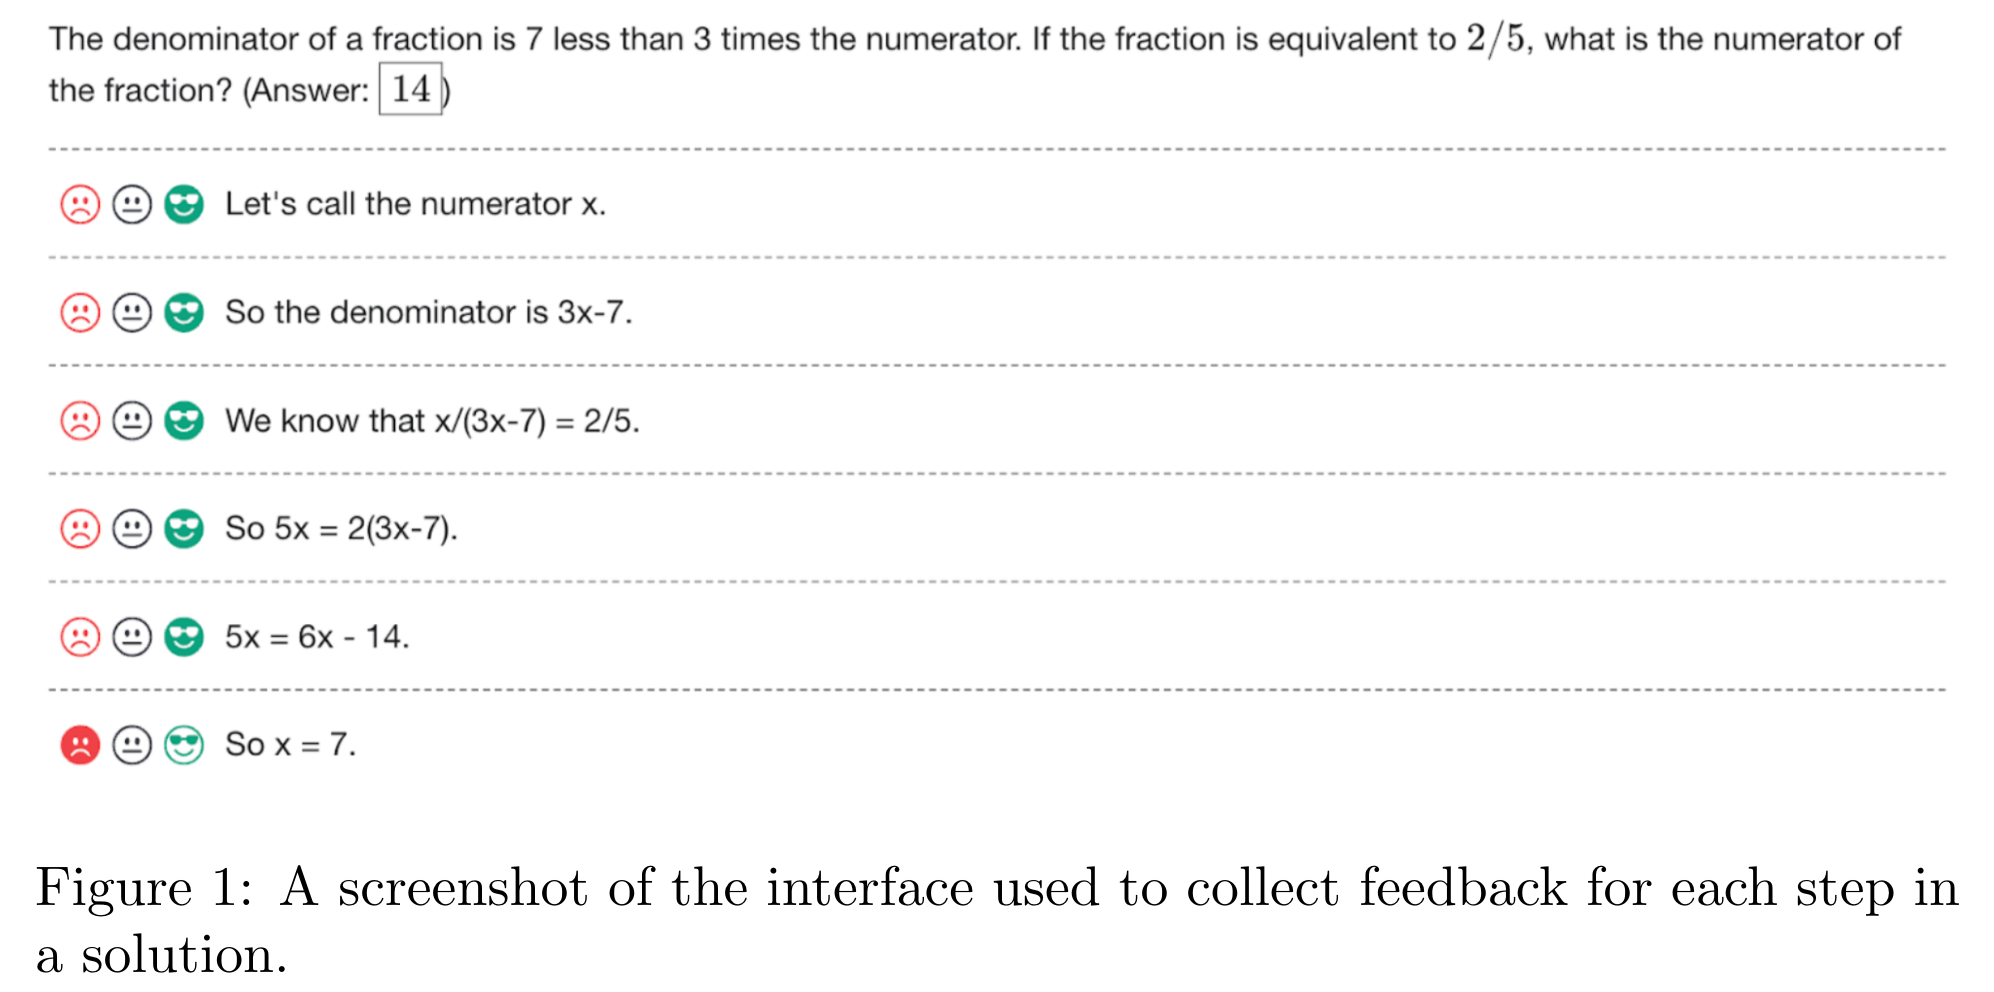 The denominator of a fraction is 7 less than 3 times the numerator. If the fraction is equivalent to 2/5, what is the numerator of
the fraction? (Answer: 14)
Let's call the numerator x.
So the denominator is 3x-7.
We know that x/(3x-7) = 2/5.
So 5x = 2(3x-7).
5x = 6x - 14.
So x = 7.
Figure 1: A screenshot of the interface used to collect feedback for each step in
a solution.